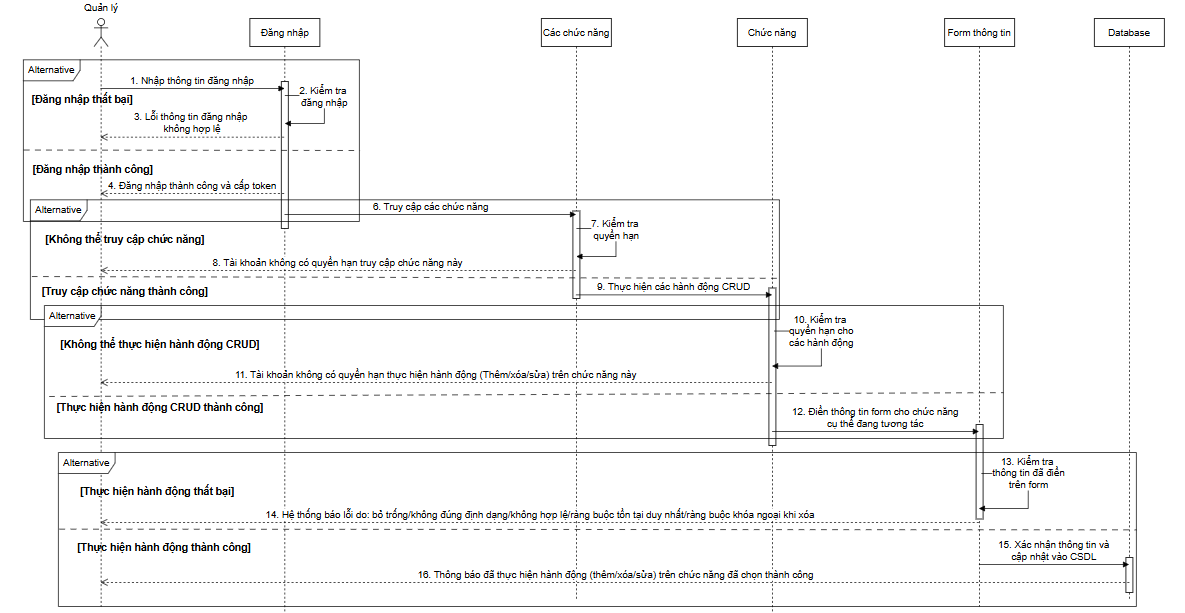 Quản lý
Đăng nhập
Các chức năng
Chức năng
Form thông tin
Database
Alternative
1. Nhập thông tin đăng nhập
[Đăng nhập thất bại]
2. Kiểm tra
đăng nhập
3. Lỗi thông tin đăng nhập
không hợp lệ
[Đăng nhập thành công]
4. Đăng nhập thành công và cấp token
Alternative
6. Truy cập các chức năng
[Không thể truy cập chức năng]
7. Kiểm tra
quyền hạn
8. Tài khoản không có quyền hạn truy cập chức năng này
[Truy cập chức năng thành công]
9. Thực hiện các hành động CRUD
Alternative
10. Kiểm tra
quyền hạn cho
các hành động
[Không thể thực hiện hành động CRUD]
11. Tài khoản không có quyền hạn thực hiện hành động (Thêm/xóa/sửa) trên chức năng này
[Thực hiện hành động CRUD thành công]
12. Điền thông tin form cho chức năng
cụ thể đang tương tác
Alternative
13. Kiểm tra
thông tin đã điền
trên form
[Thực hiện hành động thất bại]
14. Hệ thống báo lỗi do: bỏ trống/không đúng định dạng/không hợp lệ/ràng buộc tồn tại duy nhất/ràng buộc khóa ngoại khi xóa
[Thực hiện hành động thành công]
15. Xác nhận thông tin và
cập nhật vào CSDL
16. Thông báo đã thực hiện hành động (thêm/xóa/sửa) trên chức năng đã chọn thành công